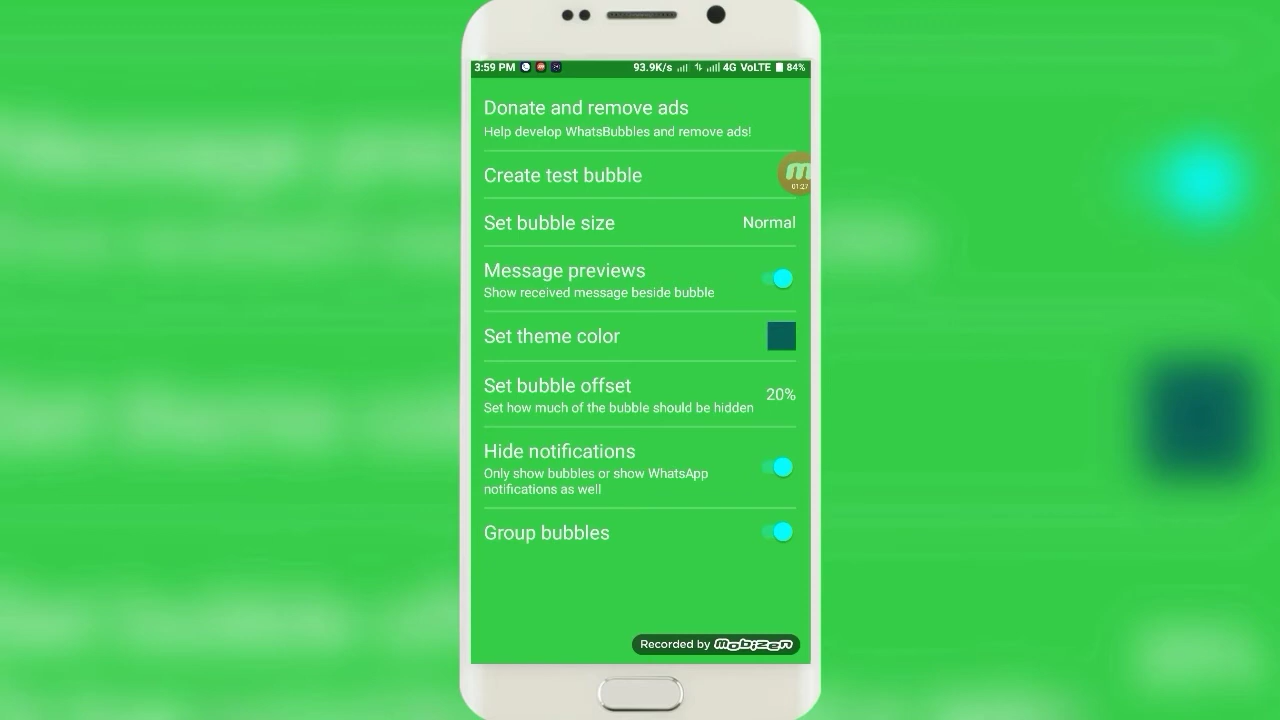 3:59 PM 93.9K/s 4G VoLTE 84%
Donate and remove ads
Help develop WhatsBubbles and remove ads!
Create test bubble
01:27
Set bubble size Normal
Message previews
Show received message beside bubble
Set theme color
Set bubble offset
20%
Set how much of the bubble should be hidden
Hide notifications
Only show bubbles or show WhatsApp
notifications as well
Group bubbles
Recorded by mobizen